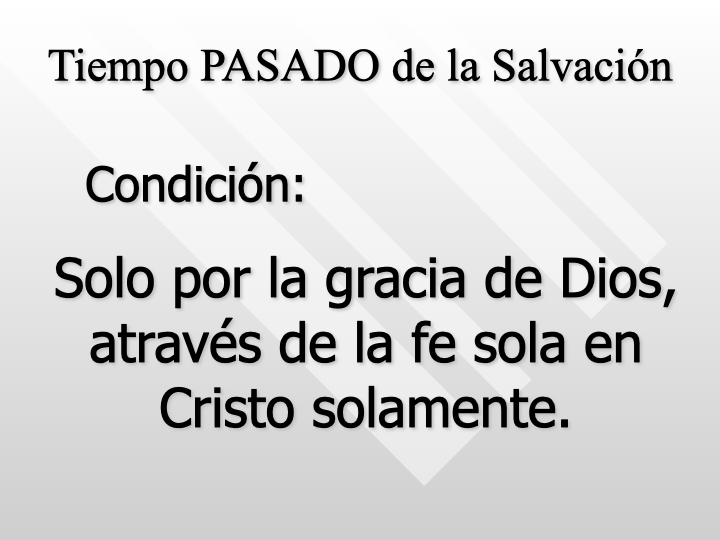 Tiempo PASADO de la Salvación
Condición:
Solo por la gracia de Dios,
através de la fe sola en
Cristo solamente.